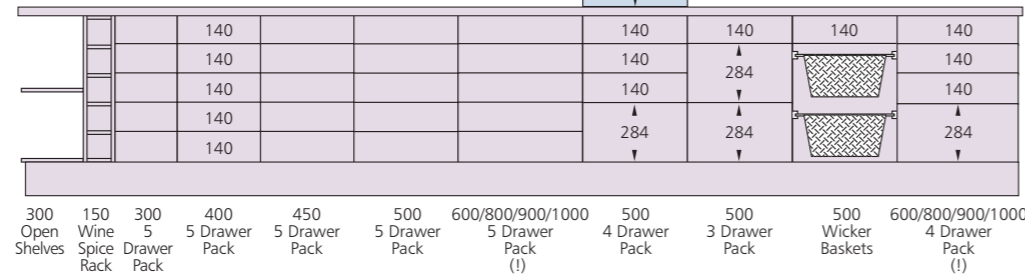 140 140 140 140 140
140 140 284 140
140 140 140
140 284 284 284
140
300 150 300 400 450 500 600/800/900/1000 500 500 500 600/800/900/1000
Open Wine 5 5 Drawer 5 Drawer 5 Drawer 5 Drawer 4 Drawer 3 Drawer Wicker 4 Drawer
Shelves Spice Drawer Pack Pack Pack Pack Pack Pack Baskets Pack
Rack Pack (!) (!)